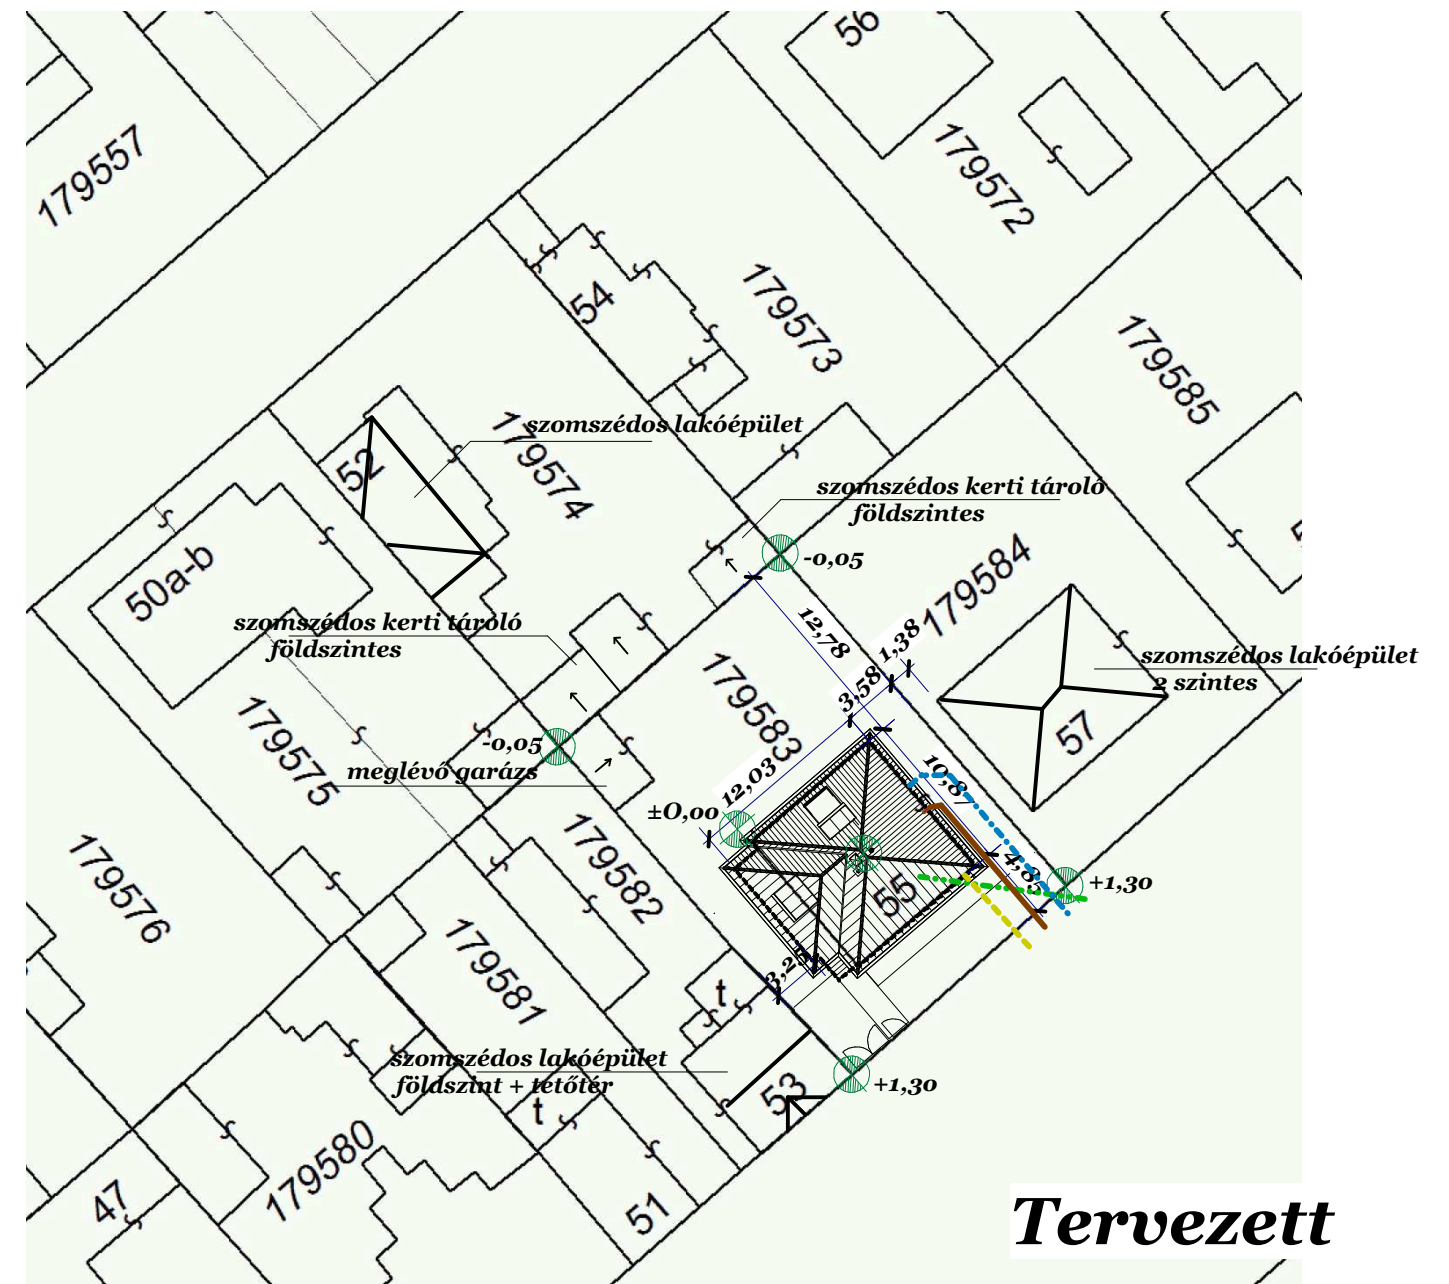 56
179557
179572
54
179573
179585
szomszédos lakóépület
52
179574
szomszédos kerti tároló
földszintes
-0,05
50a-b
179584
12,78
1,38
szomszédos kerti tároló
földszintes
szomszédos lakóépület
2 szintes
3,58
179583
57
179575
-0,05
meglévő garázs
12,03
10,87
±0,00
179576
179582
55
4,83
+1,30
179581
3,25
t
szomszédos lakóépület
földszint + tetőtér
53
+1,30
t
179580
47
51
Tervezett